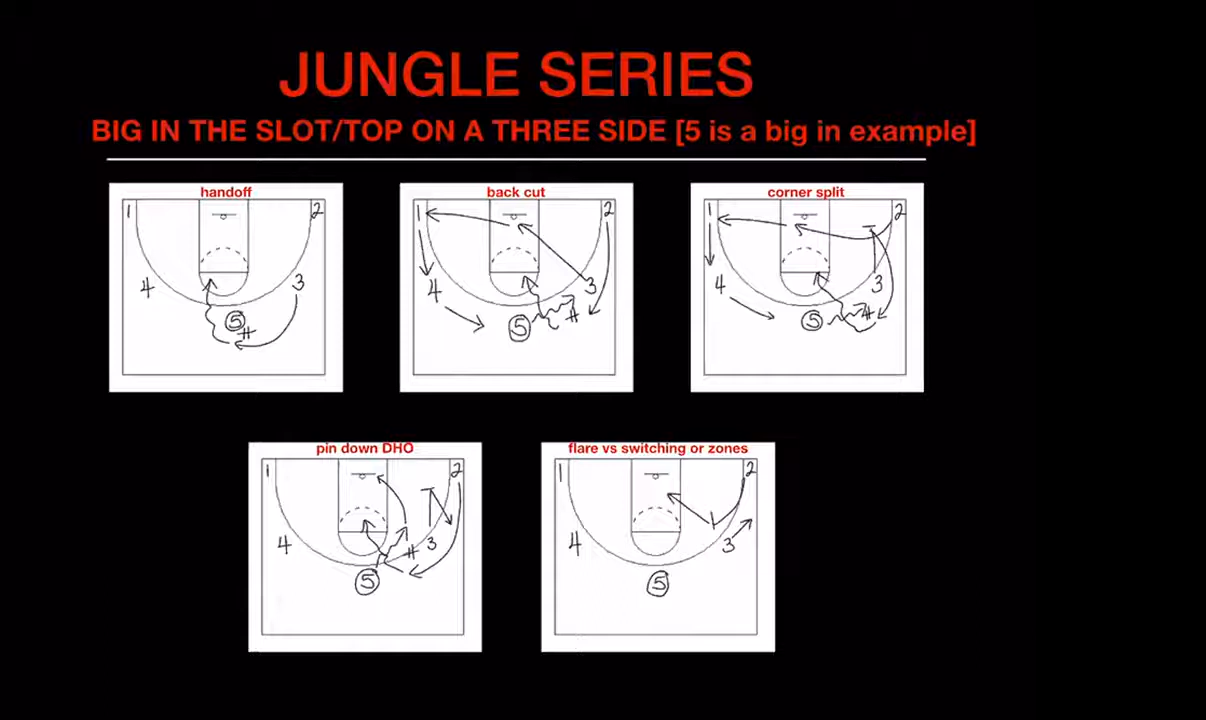 JUNGLE SERIES
BIG IN THE SLOT/TOP ON A THREE SIDE [5 is a big in example]
handoff
1 2
4 3
5
back cut
1 2
4 3
5
corner split
1 2
4 3
5
pin down DHO
1 2
4 3
5
flare vs switching or zones
1 2
4 3
5